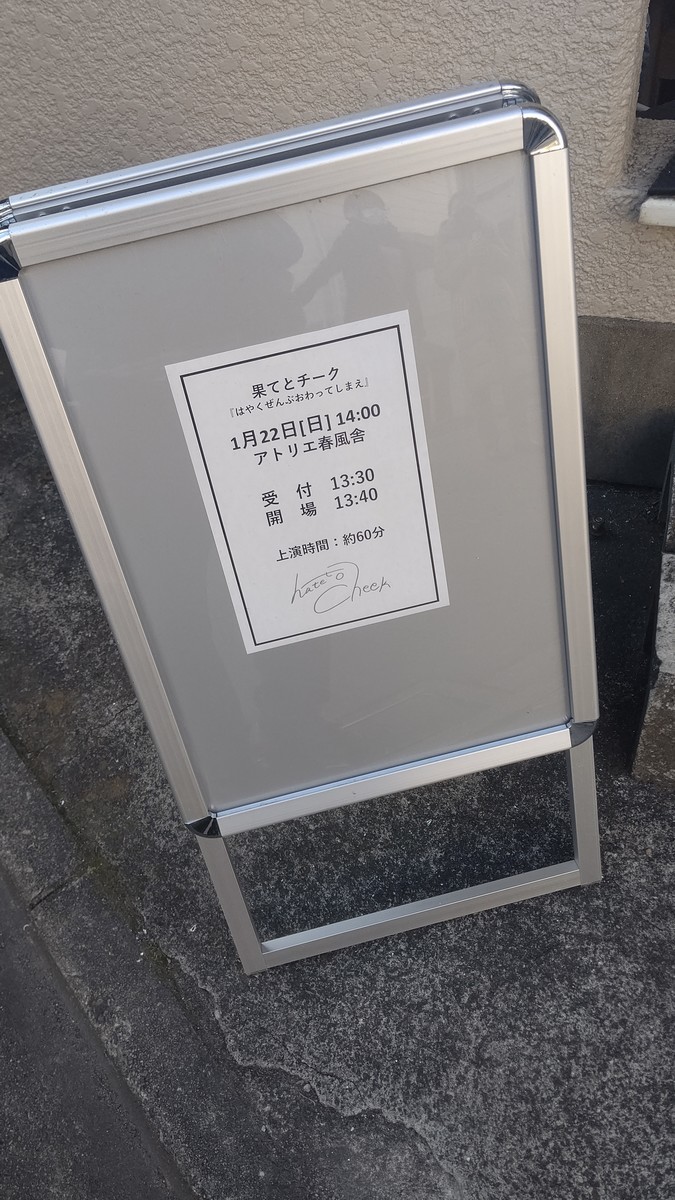 果てとチーク
『はやくぜんぶおわってしまえ』
1月22日[日] 14:00
アトリエ春風舎
受　付　13:30
開　場　13:40
上演時間：約60分
hate to
Cheek